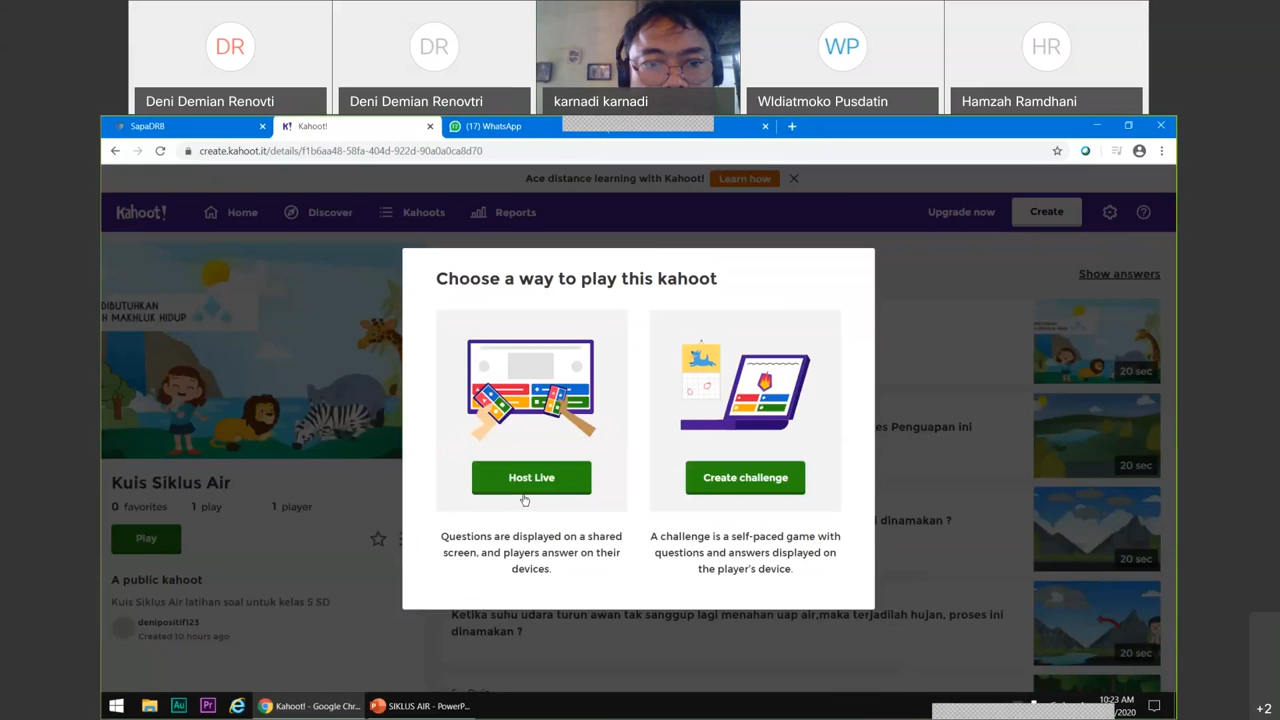 DR
DR
WP
HR
Deni Demian Renovti
Deni Demian Renovtri
karnadi karnadi
WIdiatmoko Pusdatin
Hamzah Ramdhani
SapaDRB
K! Kahoot!
(17) WhatsApp
create.kahoot.it/details/f1b6aa48-58fa-404d-922d-90a0a0ca8d70
Ace distance learning with Kahoot! Learn how
Kahoot! Home Discover Kahoots Reports Upgrade now Create
Choose a way to play this kahoot
Show answers
DIBUTUHKAN
H MAKHLUK HIDUP
20 sec
Host Live
Create challenge
es Penguapan ini
20 sec
Kuis Siklus Air
0 favorites 1 play 1 player
Play
Questions are displayed on a shared
screen, and players answer on their
devices.
A challenge is a self-paced game with
questions and answers displayed on
the player's device.
i dinamakan ?
20 sec
A public kahoot
Kuis Siklus Air latihan soal untuk kelas 5 SD
denipositif123
Created 10 hours ago
Ketika suhu udara turun awan tak sanggup lagi menahan uap air,maka terjadilah hujan, proses ini
dinamakan ?
20 sec
Au
Pr
Kahoot! - Google Chr...
SIKLUS AIR - PowerP...
10:23 AM
/2020
+2